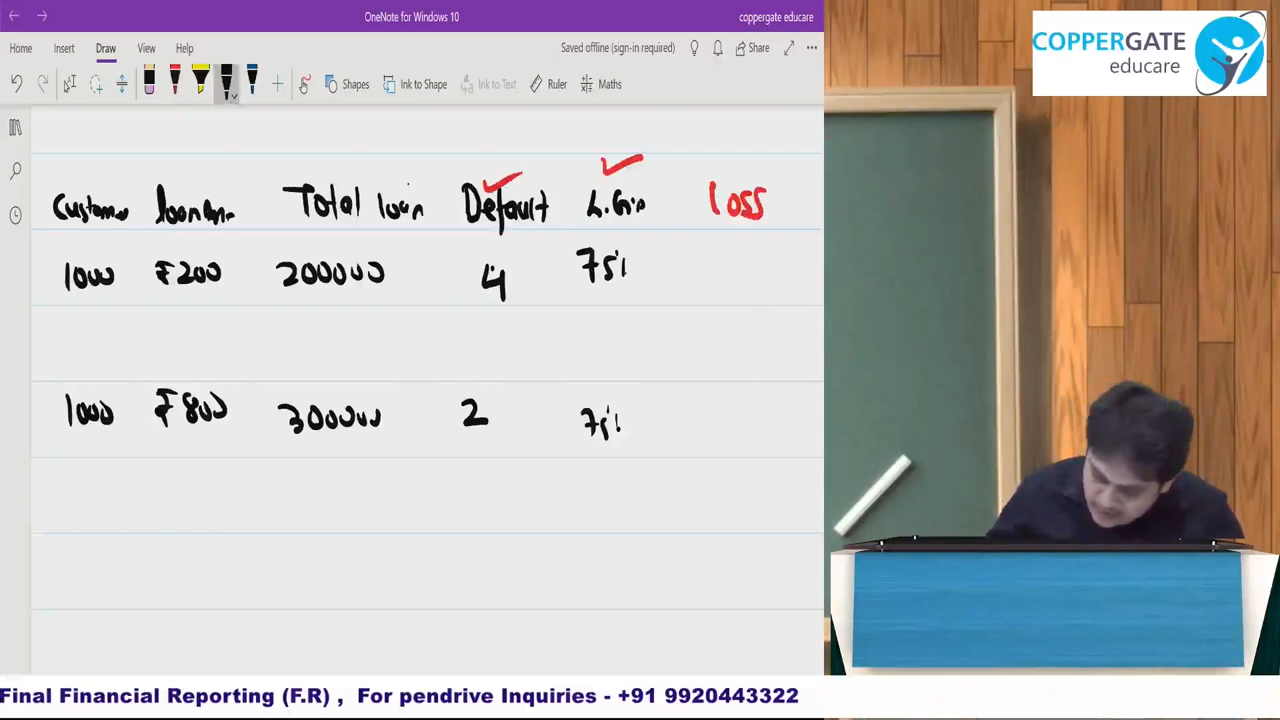 OneNote for Windows 10 coppergate educare
Home Insert Draw View Help Saved offline (sign-in required) Share
Shapes Ink to Shape Ink to Text Ruler Maths
COPPERGATE
educare
Customer Total loan Default loss
1000 ₹200 200000 4 75%
1000 ₹800 300000 2 75%
Final Financial Reporting (F.R) , For pendrive Inquiries - +91 9920443322